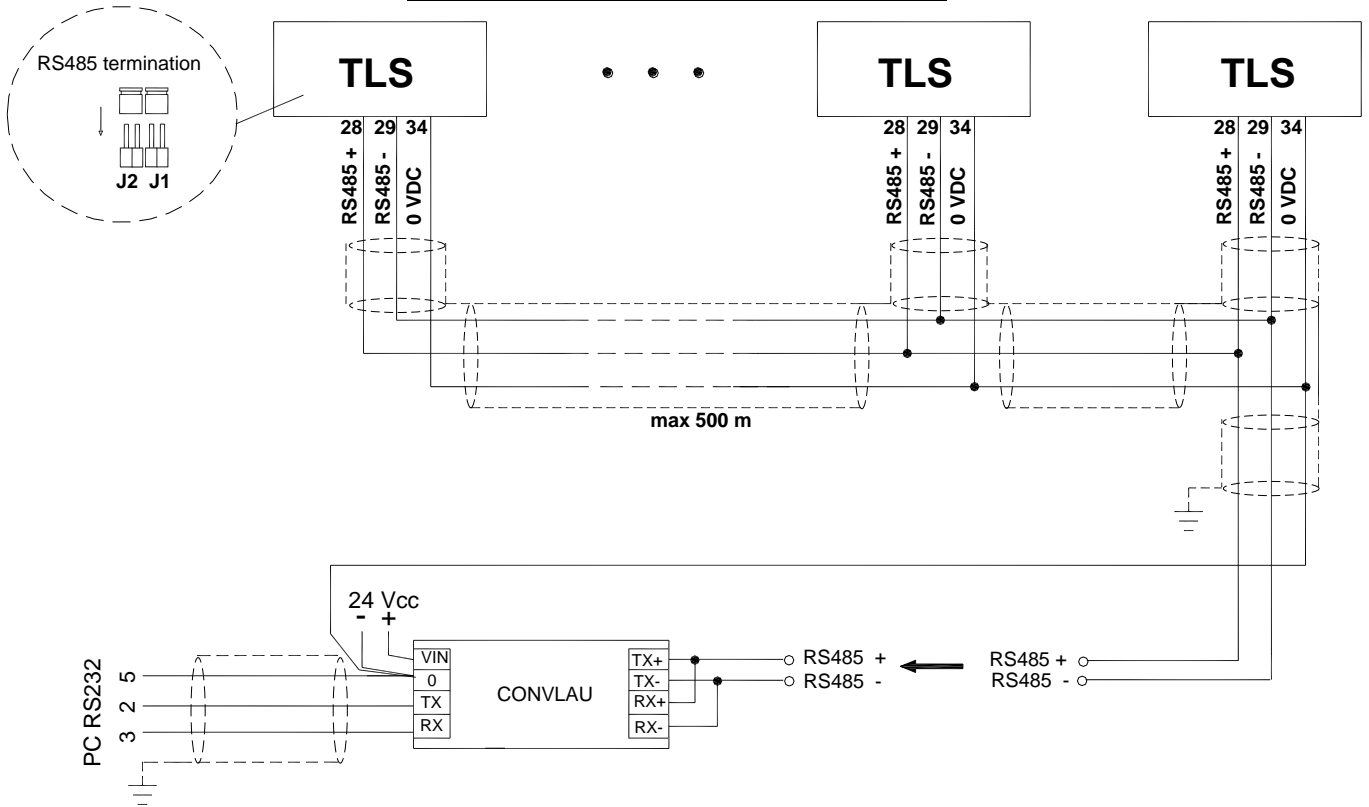 RS485 termination
J2 J1
TLS
TLS
TLS
28 29 34
28 29 34
28 29 34
RS485 +
RS485 -
0 VDC
RS485 +
RS485 -
0 VDC
RS485 +
RS485 -
0 VDC
max 500 m
24 Vcc
- +
PC RS232
5
2
3
VIN
0
TX
RX
CONVLAU
TX+
TX-
RX+
RX-
RS485 +
RS485 -
RS485 +
RS485 -